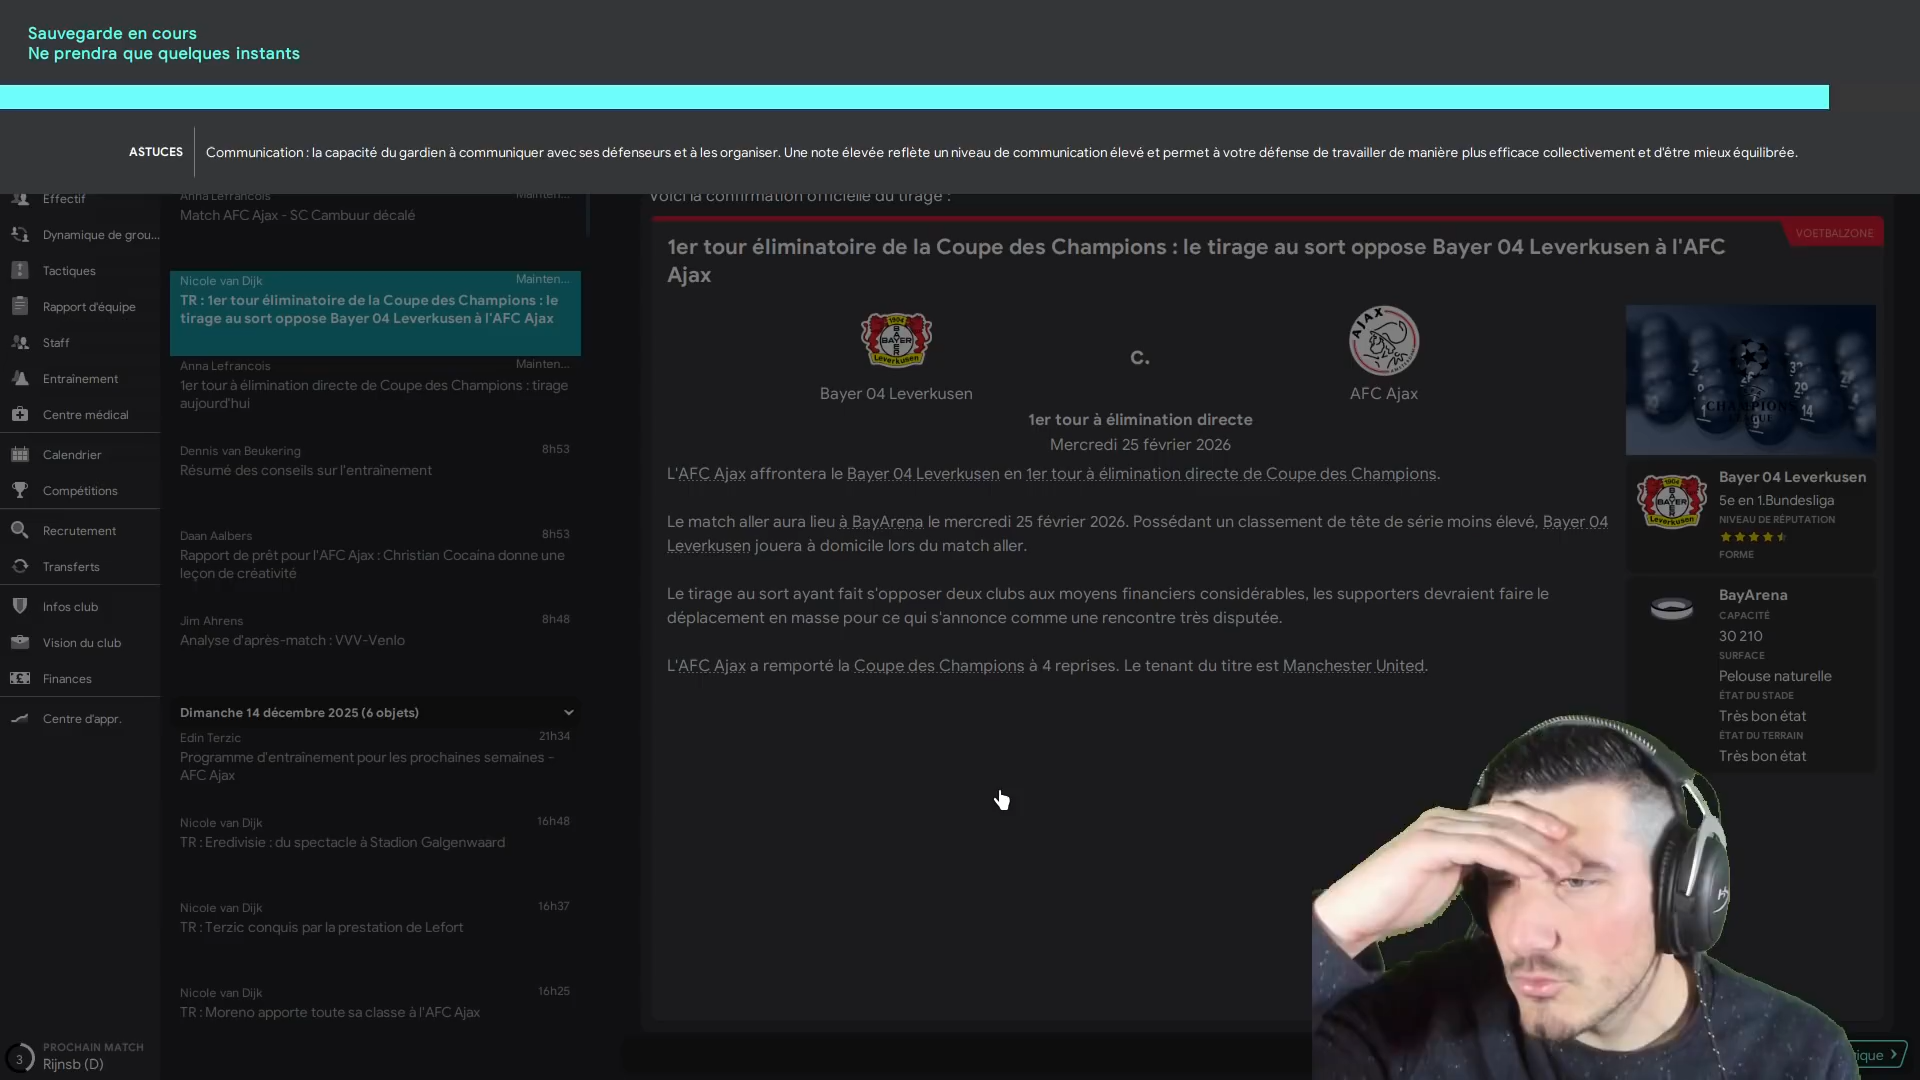 Sauvegarde en cours
Ne prendra que quelques instants
ASTUCES
Communication : la capacité du gardien à communiquer avec ses défenseurs et à les organiser. Une note élevée reflète un niveau de communication élevé et permet à votre défense de travailler de manière plus efficace collectivement et d'être mieux équilibrée.
Effectif
Dynamique de grou...
Tactiques
Rapport d'équipe
Staff
Entraînement
Centre médical
Calendrier
Compétitions
Recrutement
Transferts
Infos club
Vision du club
Finances
Centre d'appr.
3
PROCHAIN MATCH
Rijnsb (D)
Anna Lefrancois
Mainten...
Match AFC Ajax - SC Cambuur décalé
Nicole van Dijk
Mainten...
TR : 1er tour éliminatoire de la Coupe des Champions : le
tirage au sort oppose Bayer 04 Leverkusen à l'AFC Ajax
Anna Lefrancois
Mainten...
1er tour à élimination directe de Coupe des Champions : tirage
aujourd'hui
Dennis van Beukering
8h53
Résumé des conseils sur l'entraînement
Daan Aalbers
8h53
Rapport de prêt pour l'AFC Ajax : Christian Cocaïna donne une
leçon de créativité
Jim Ahrens
8h48
Analyse d'après-match : VVV-Venlo
Dimanche 14 décembre 2025 (6 objets)
Edin Terzic
21h34
Programme d'entraînement pour les prochaines semaines -
AFC Ajax
Nicole van Dijk
16h48
TR : Eredivisie : du spectacle à Stadion Galgenwaard
Nicole van Dijk
16h37
TR : Terzic conquis par la prestation de Lefort
Nicole van Dijk
16h25
TR : Moreno apporte toute sa classe à l'AFC Ajax
Voici la confirmation officielle du tirage :
VOETBALZONE
1er tour éliminatoire de la Coupe des Champions : le tirage au sort oppose Bayer 04 Leverkusen à l'AFC
Ajax
Bayer 04 Leverkusen
c.
AFC Ajax
1er tour à élimination directe
Mercredi 25 février 2026
L'AFC Ajax affrontera le Bayer 04 Leverkusen en 1er tour à élimination directe de Coupe des Champions.
Le match aller aura lieu à BayArena le mercredi 25 février 2026. Possédant un classement de tête de série moins élevé, Bayer 04
Leverkusen jouera à domicile lors du match aller.
Le tirage au sort ayant fait s'opposer deux clubs aux moyens financiers considérables, les supporters devraient faire le
déplacement en masse pour ce qui s'annonce comme une rencontre très disputée.
L'AFC Ajax a remporté la Coupe des Champions à 4 reprises. Le tenant du titre est Manchester United.
Bayer 04 Leverkusen
5e en 1.Bundesliga
NIVEAU DE RÉPUTATION
FORME
BayArena
CAPACITÉ
30 210
SURFACE
Pelouse naturelle
ÉTAT DU STADE
Très bon état
ÉTAT DU TERRAIN
Très bon état